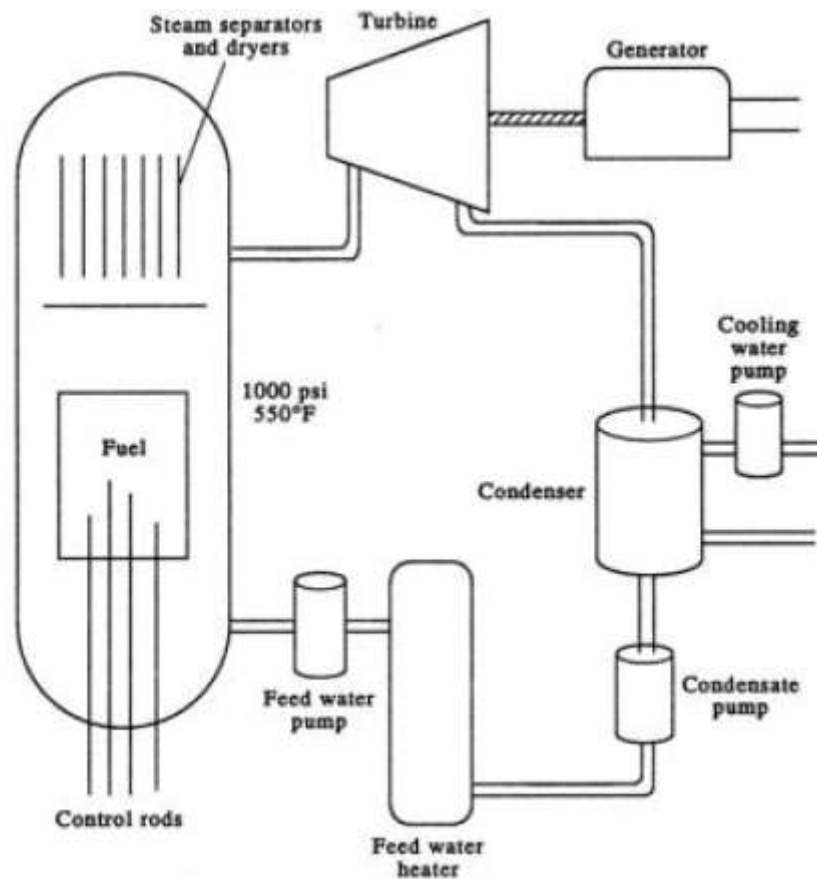 Steam separators
and dryers
Turbine
Generator
1000 psi
550°F
Cooling
water
pump
Fuel
Condenser
Feed water
pump
Condensate
pump
Control rods
Feed water
heater